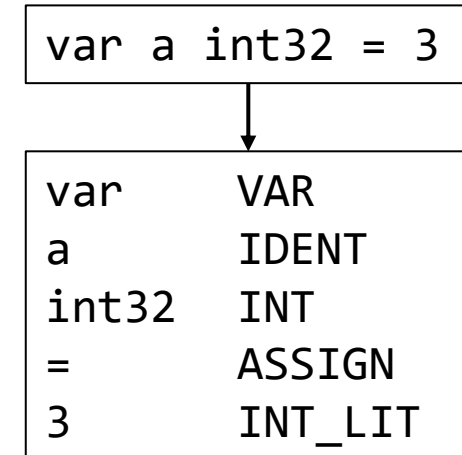 var a int32 = 3
var VAR
a IDENT
int32 INT
= ASSIGN
3 INT_LIT